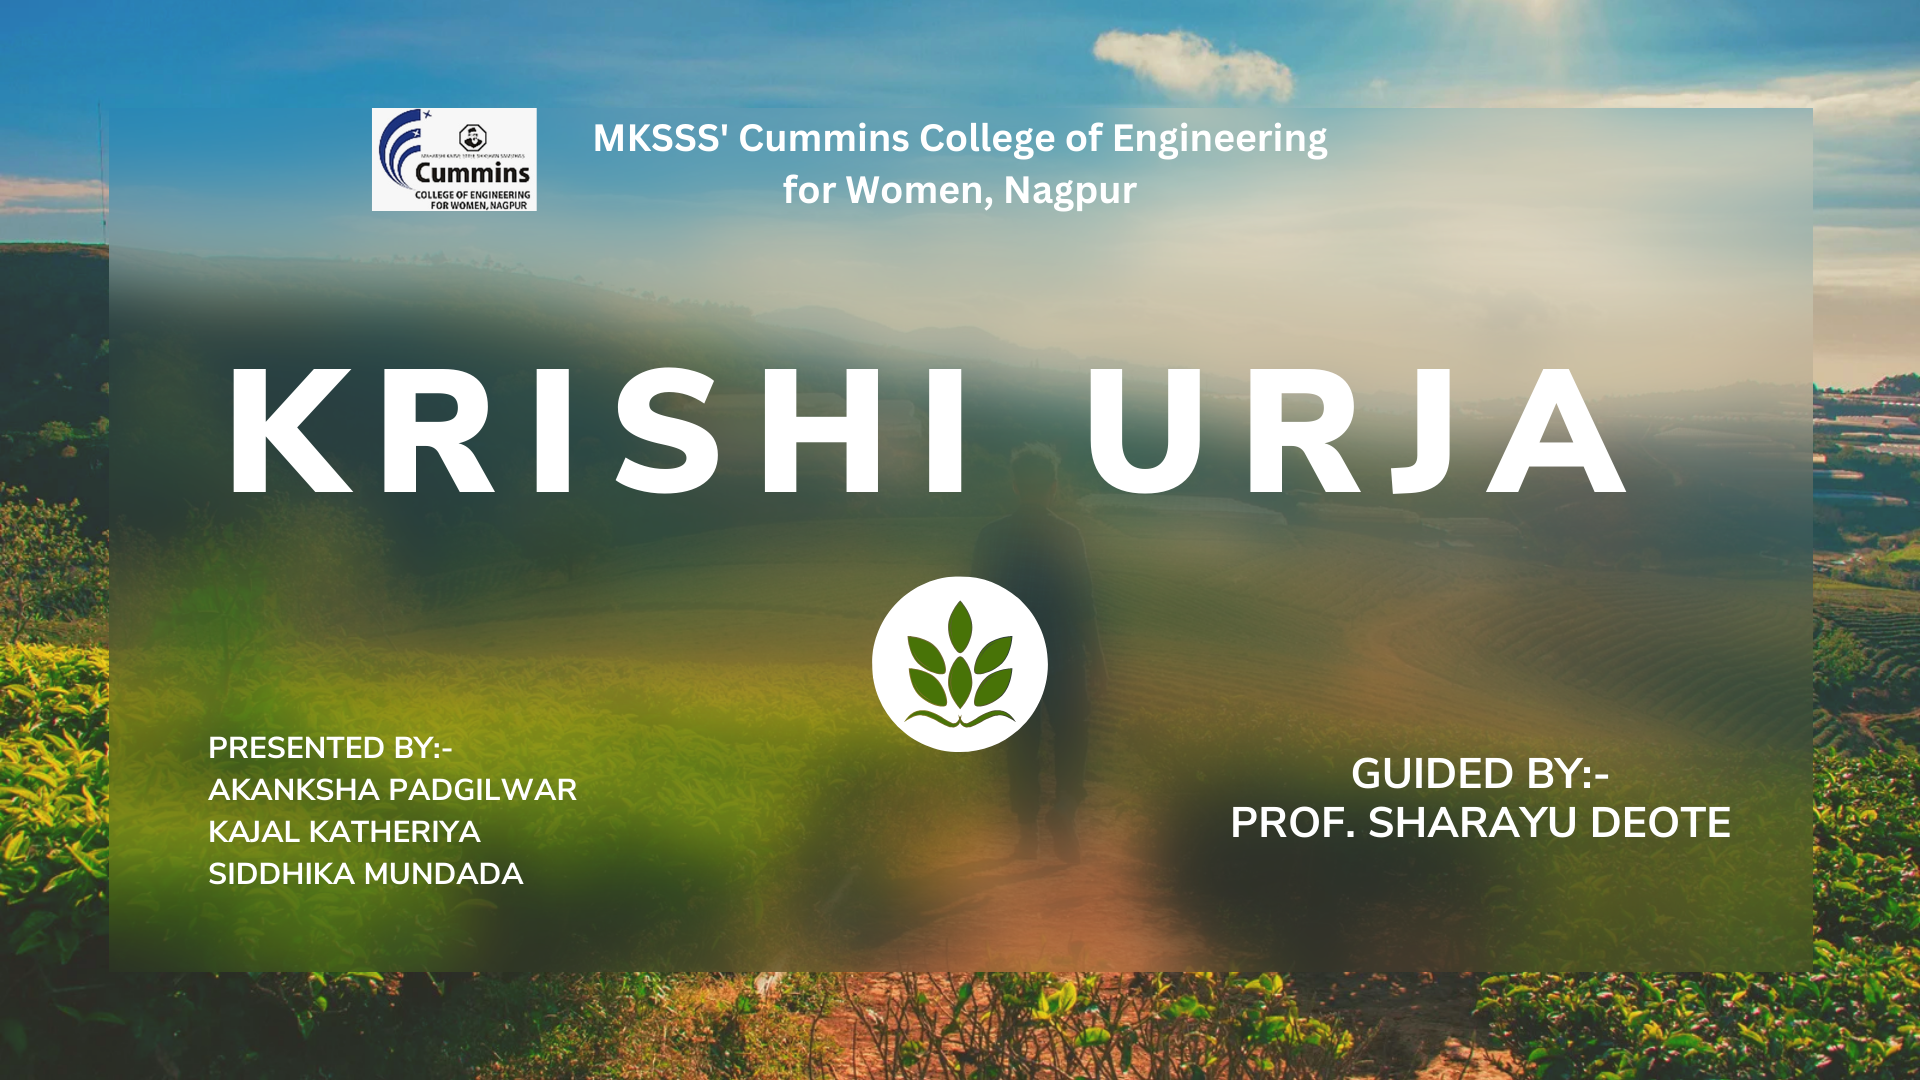 Cummins
COLLEGE OF ENGINEERING
FOR WOMEN, NAGPUR
MKSSS' Cummins College of Engineering
for Women, Nagpur
KRISHI URJA
PRESENTED BY:-
AKANKSHA PADGILWAR
KAJAL KATHERIYA
SIDDHIKA MUNDADA
GUIDED BY:-
PROF. SHARAYU DEOTE